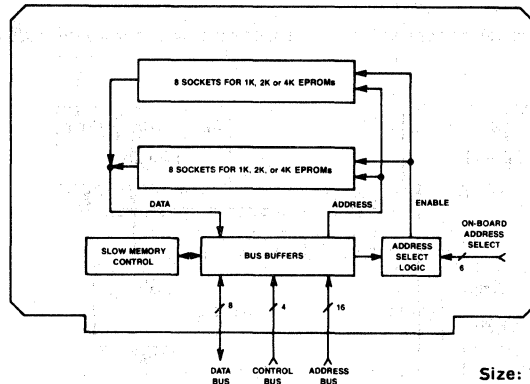 8 SOCKETS FOR 1K, 2K or 4K EPROMs
8 SOCKETS FOR 1K, 2K, or 4K EPROMs
DATA
ADDRESS
ENABLE
ON-BOARD
ADDRESS
SELECT
6
SLOW MEMORY
CONTROL
BUS BUFFERS
ADDRESS
SELECT
LOGIC
8
4
16
DATA
BUS
CONTROL
BUS
ADDRESS
BUS
Size: